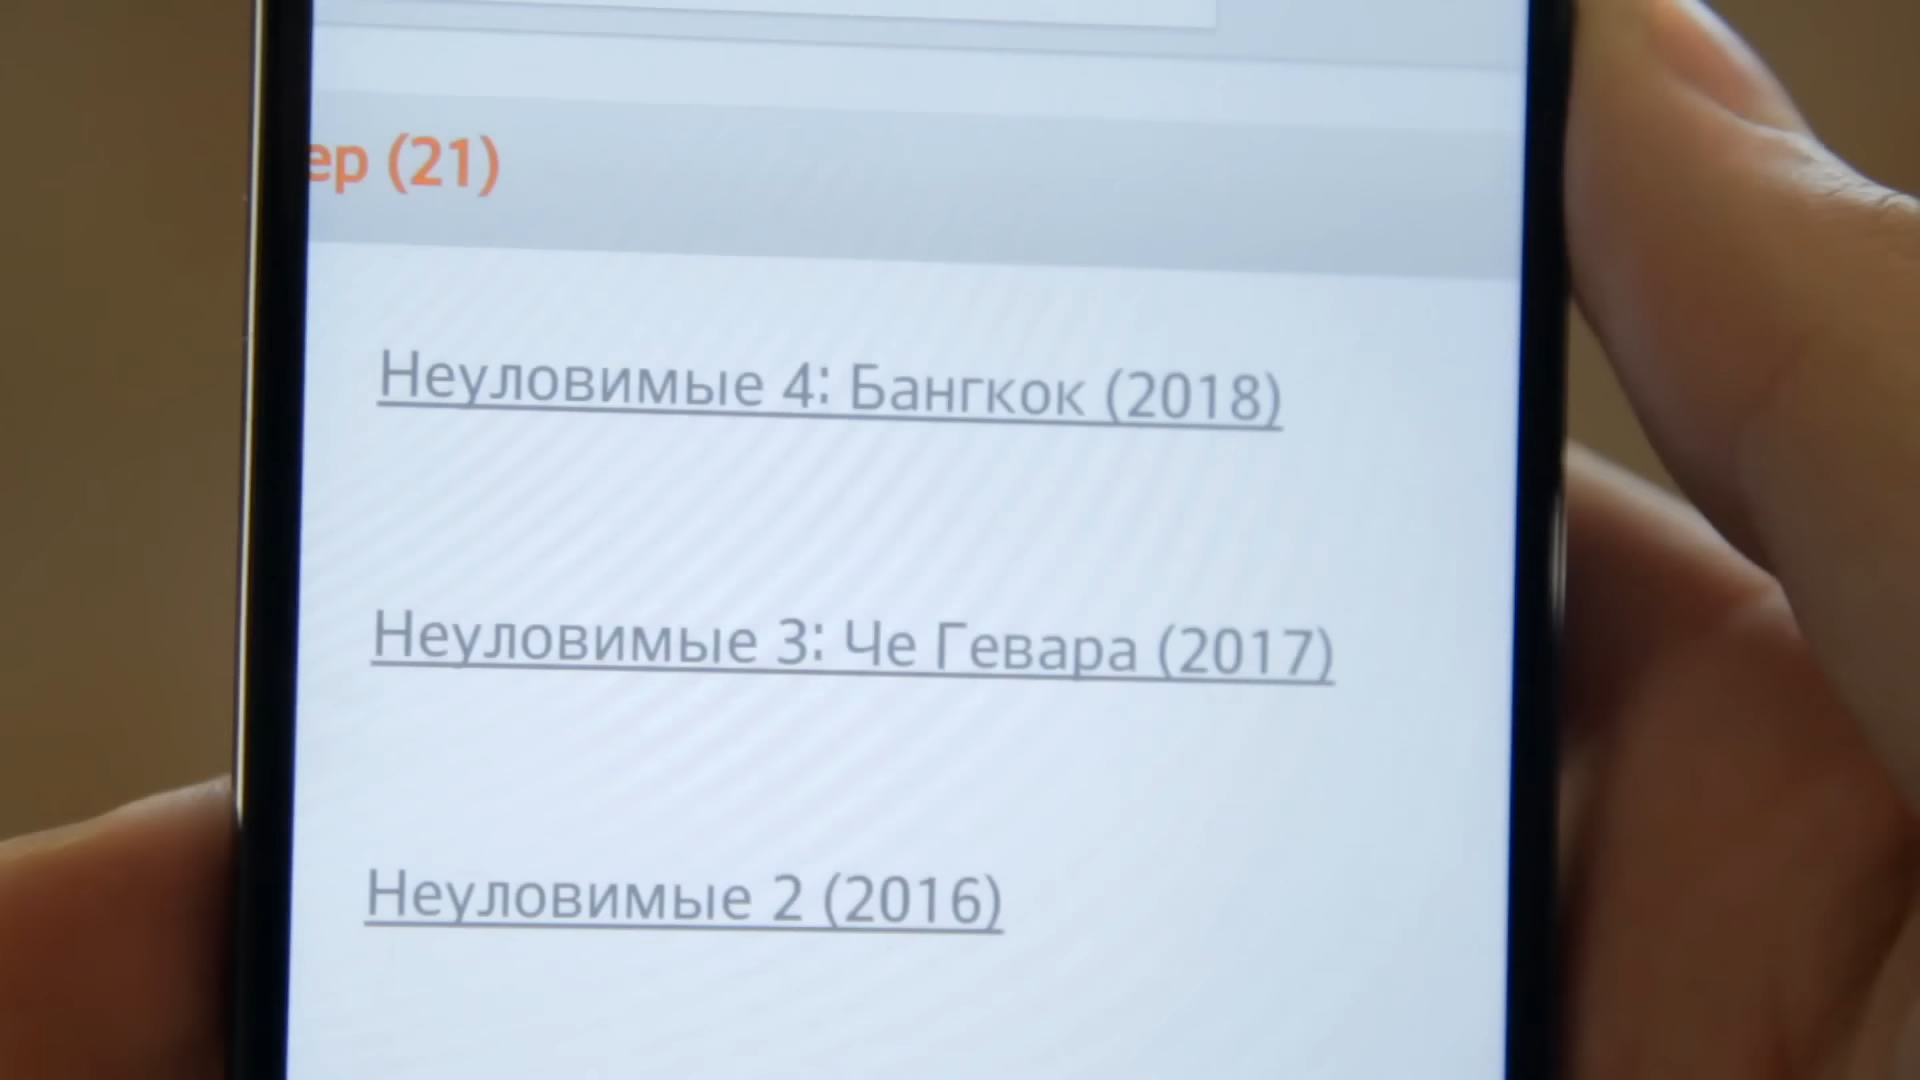 ер (21)
Неуловимые 4: Бангкок (2018)
Неуловимые 3: Че Гевара (2017)
Неуловимые 2 (2016)